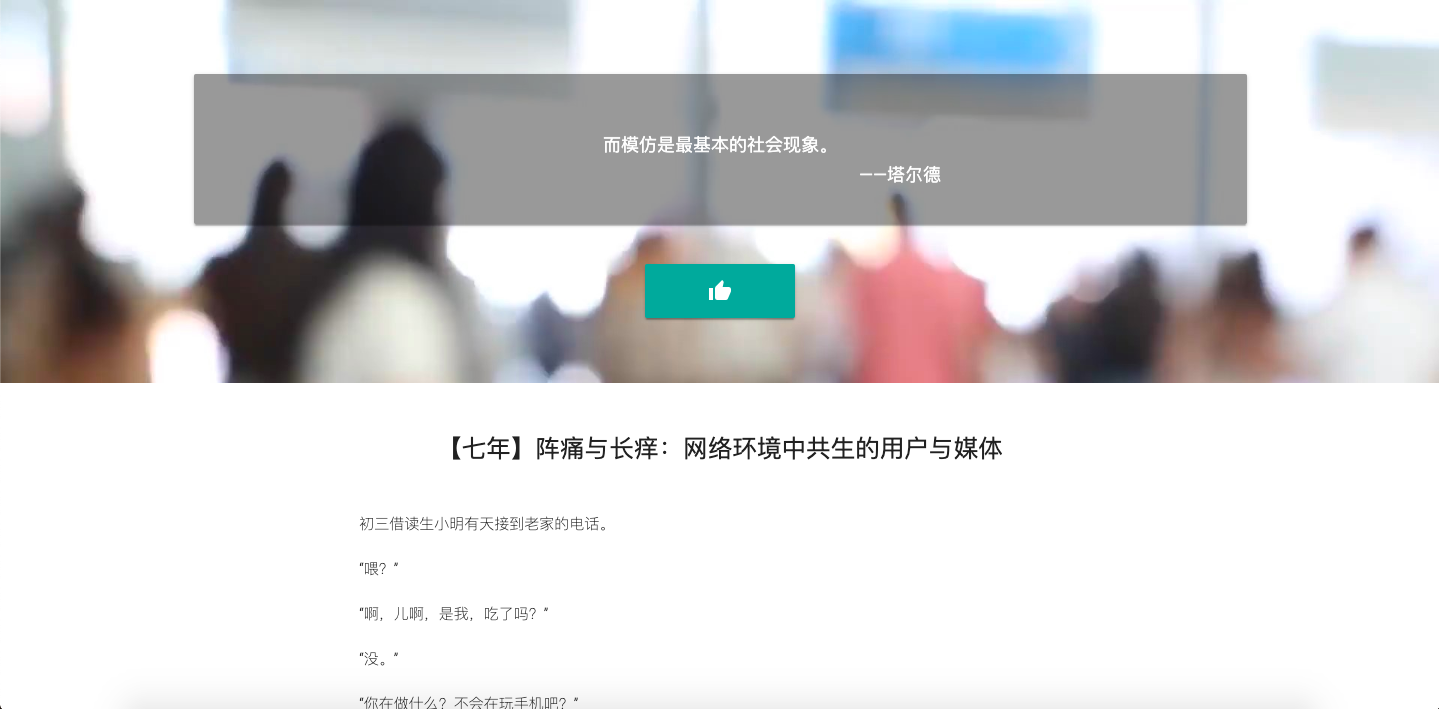 而模仿是最基本的社会现象。
——塔尔德
【七年】阵痛与长痒：网络环境中共生的用户与媒体
初三借读生小明有天接到老家的电话。
“喂？”
“啊，儿啊，是我，吃了吗？”
“没。”
“你在做什么？不会在玩手机吧？”